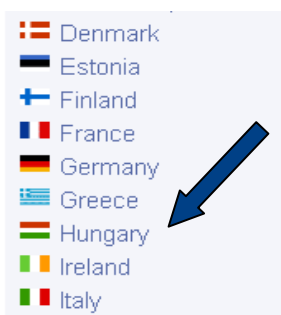 Denmark
Estonia
Finland
France
Germany
Greece
Hungary
Ireland
Italy